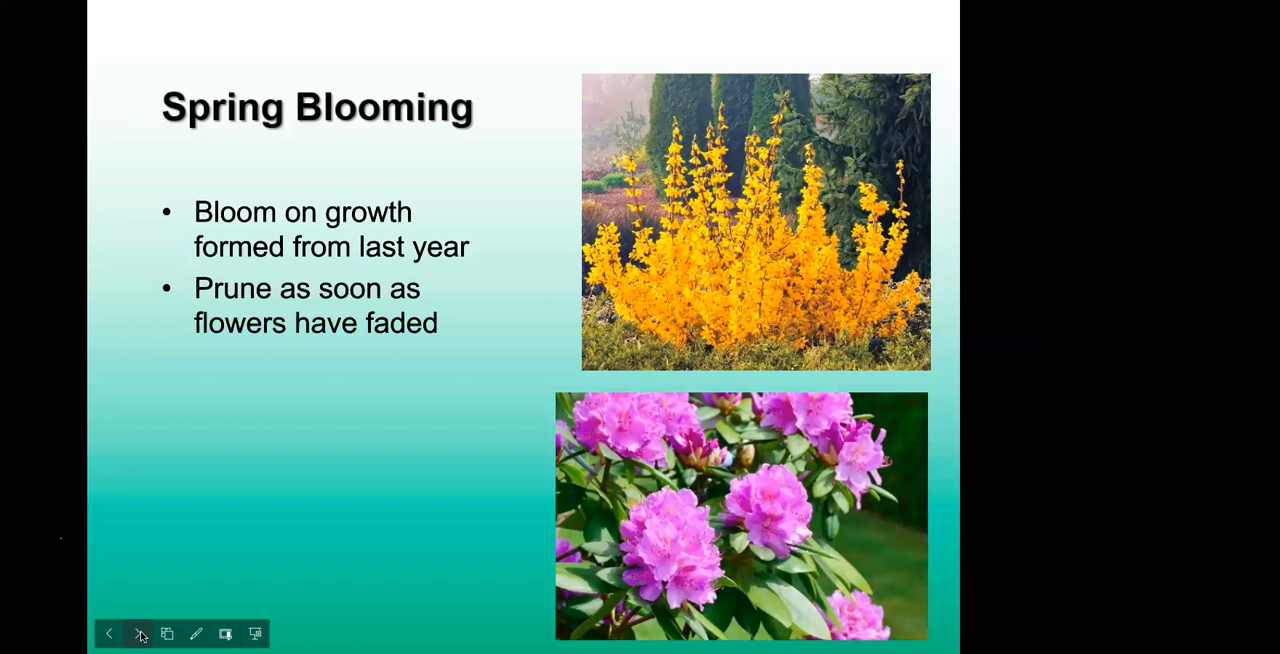 Spring Blooming
• Bloom on growth
formed from last year
• Prune as soon as
flowers have faded